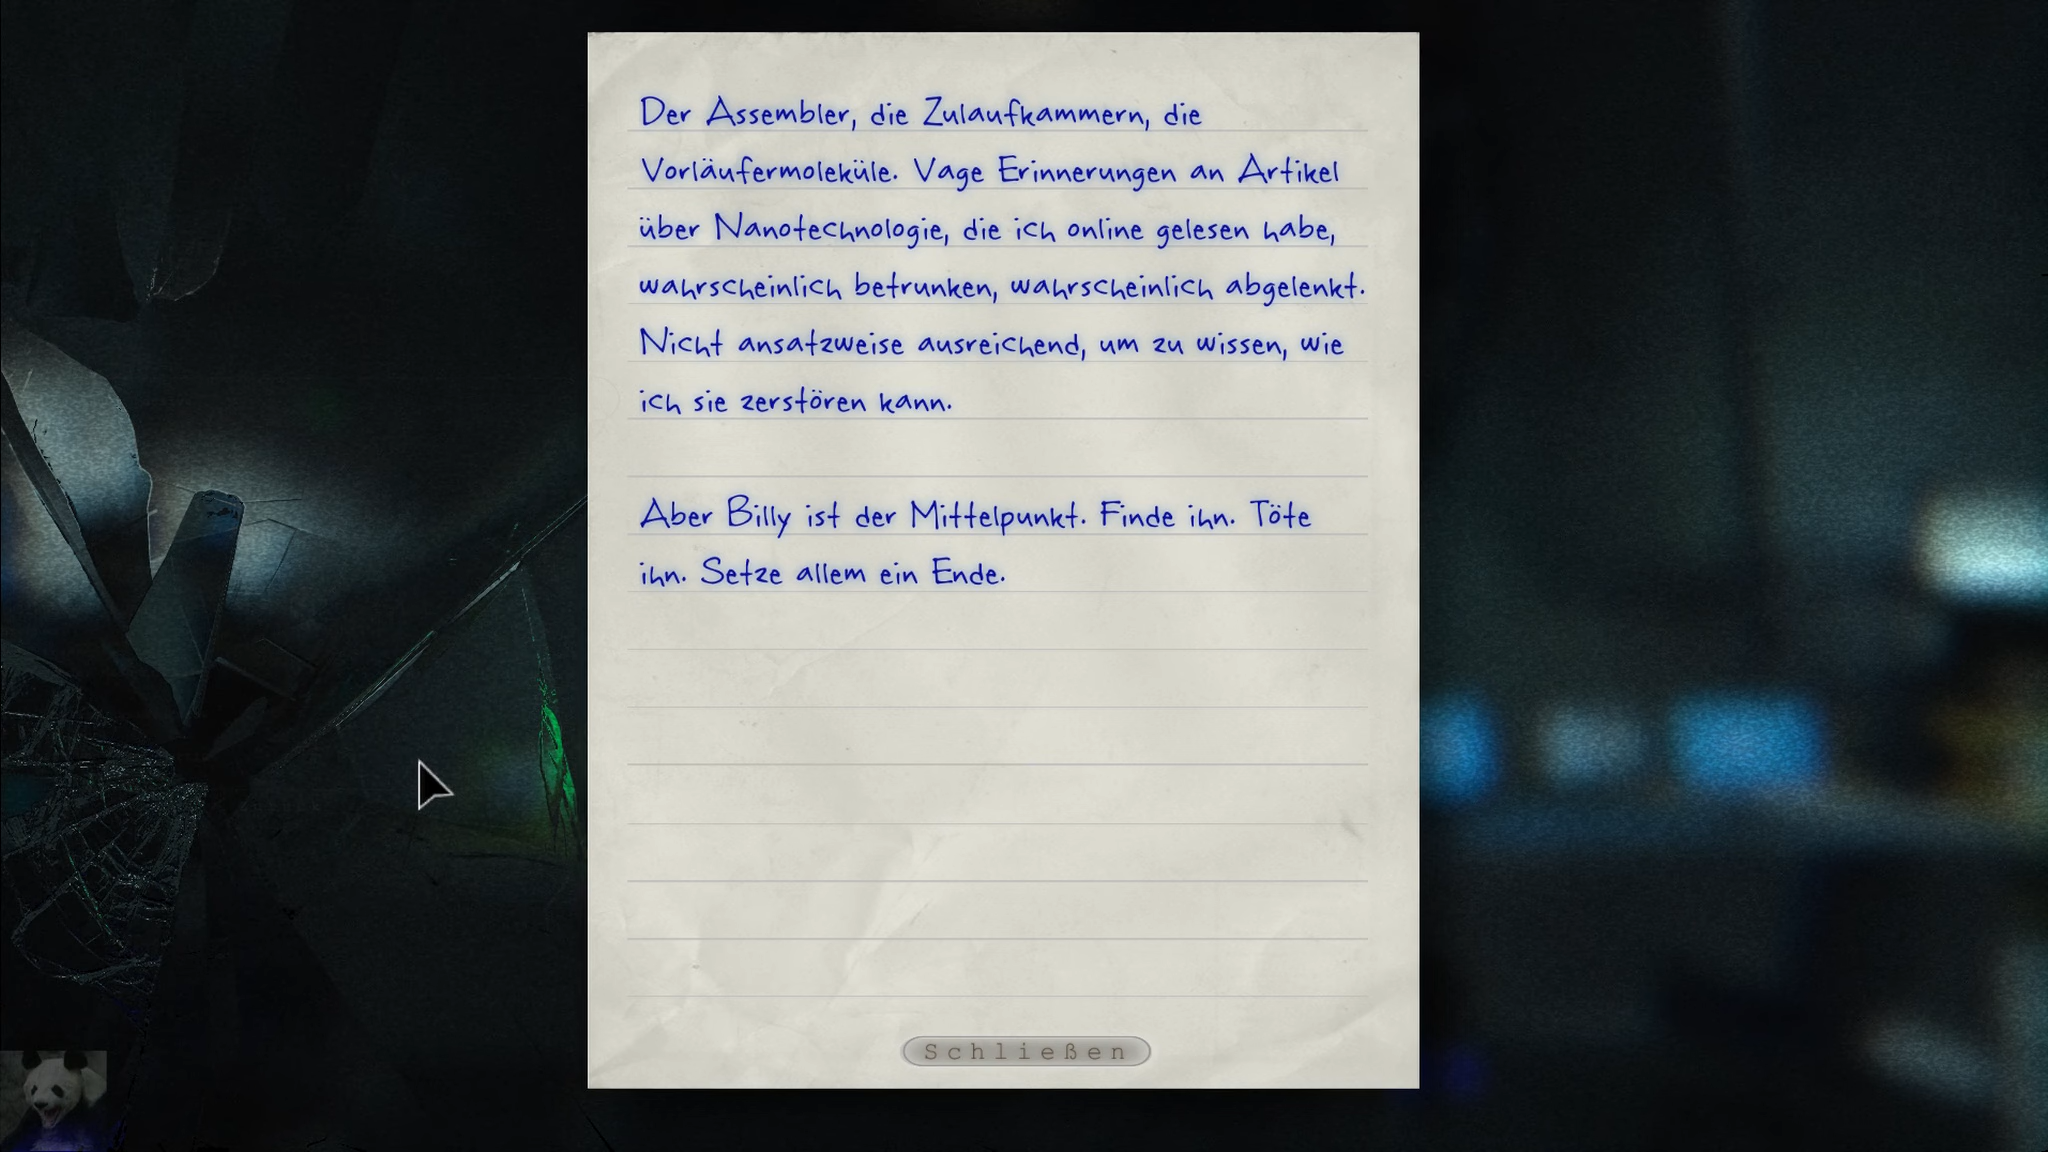 Der Assembler, die Zulaufkammern, die
Vorläufermoleküle. Vage Erinnerungen an Artikel
über Nanotechnologie, die ich online gelesen habe,
wahrscheinlich betrunken, wahrscheinlich abgelenkt.
Nicht ansatzweise ausreichend, um zu wissen, wie
ich sie zerstören kann.
Aber Billy ist der Mittelpunkt. Finde ihn. Töte
ihn. Setze allem ein Ende.
Schließen